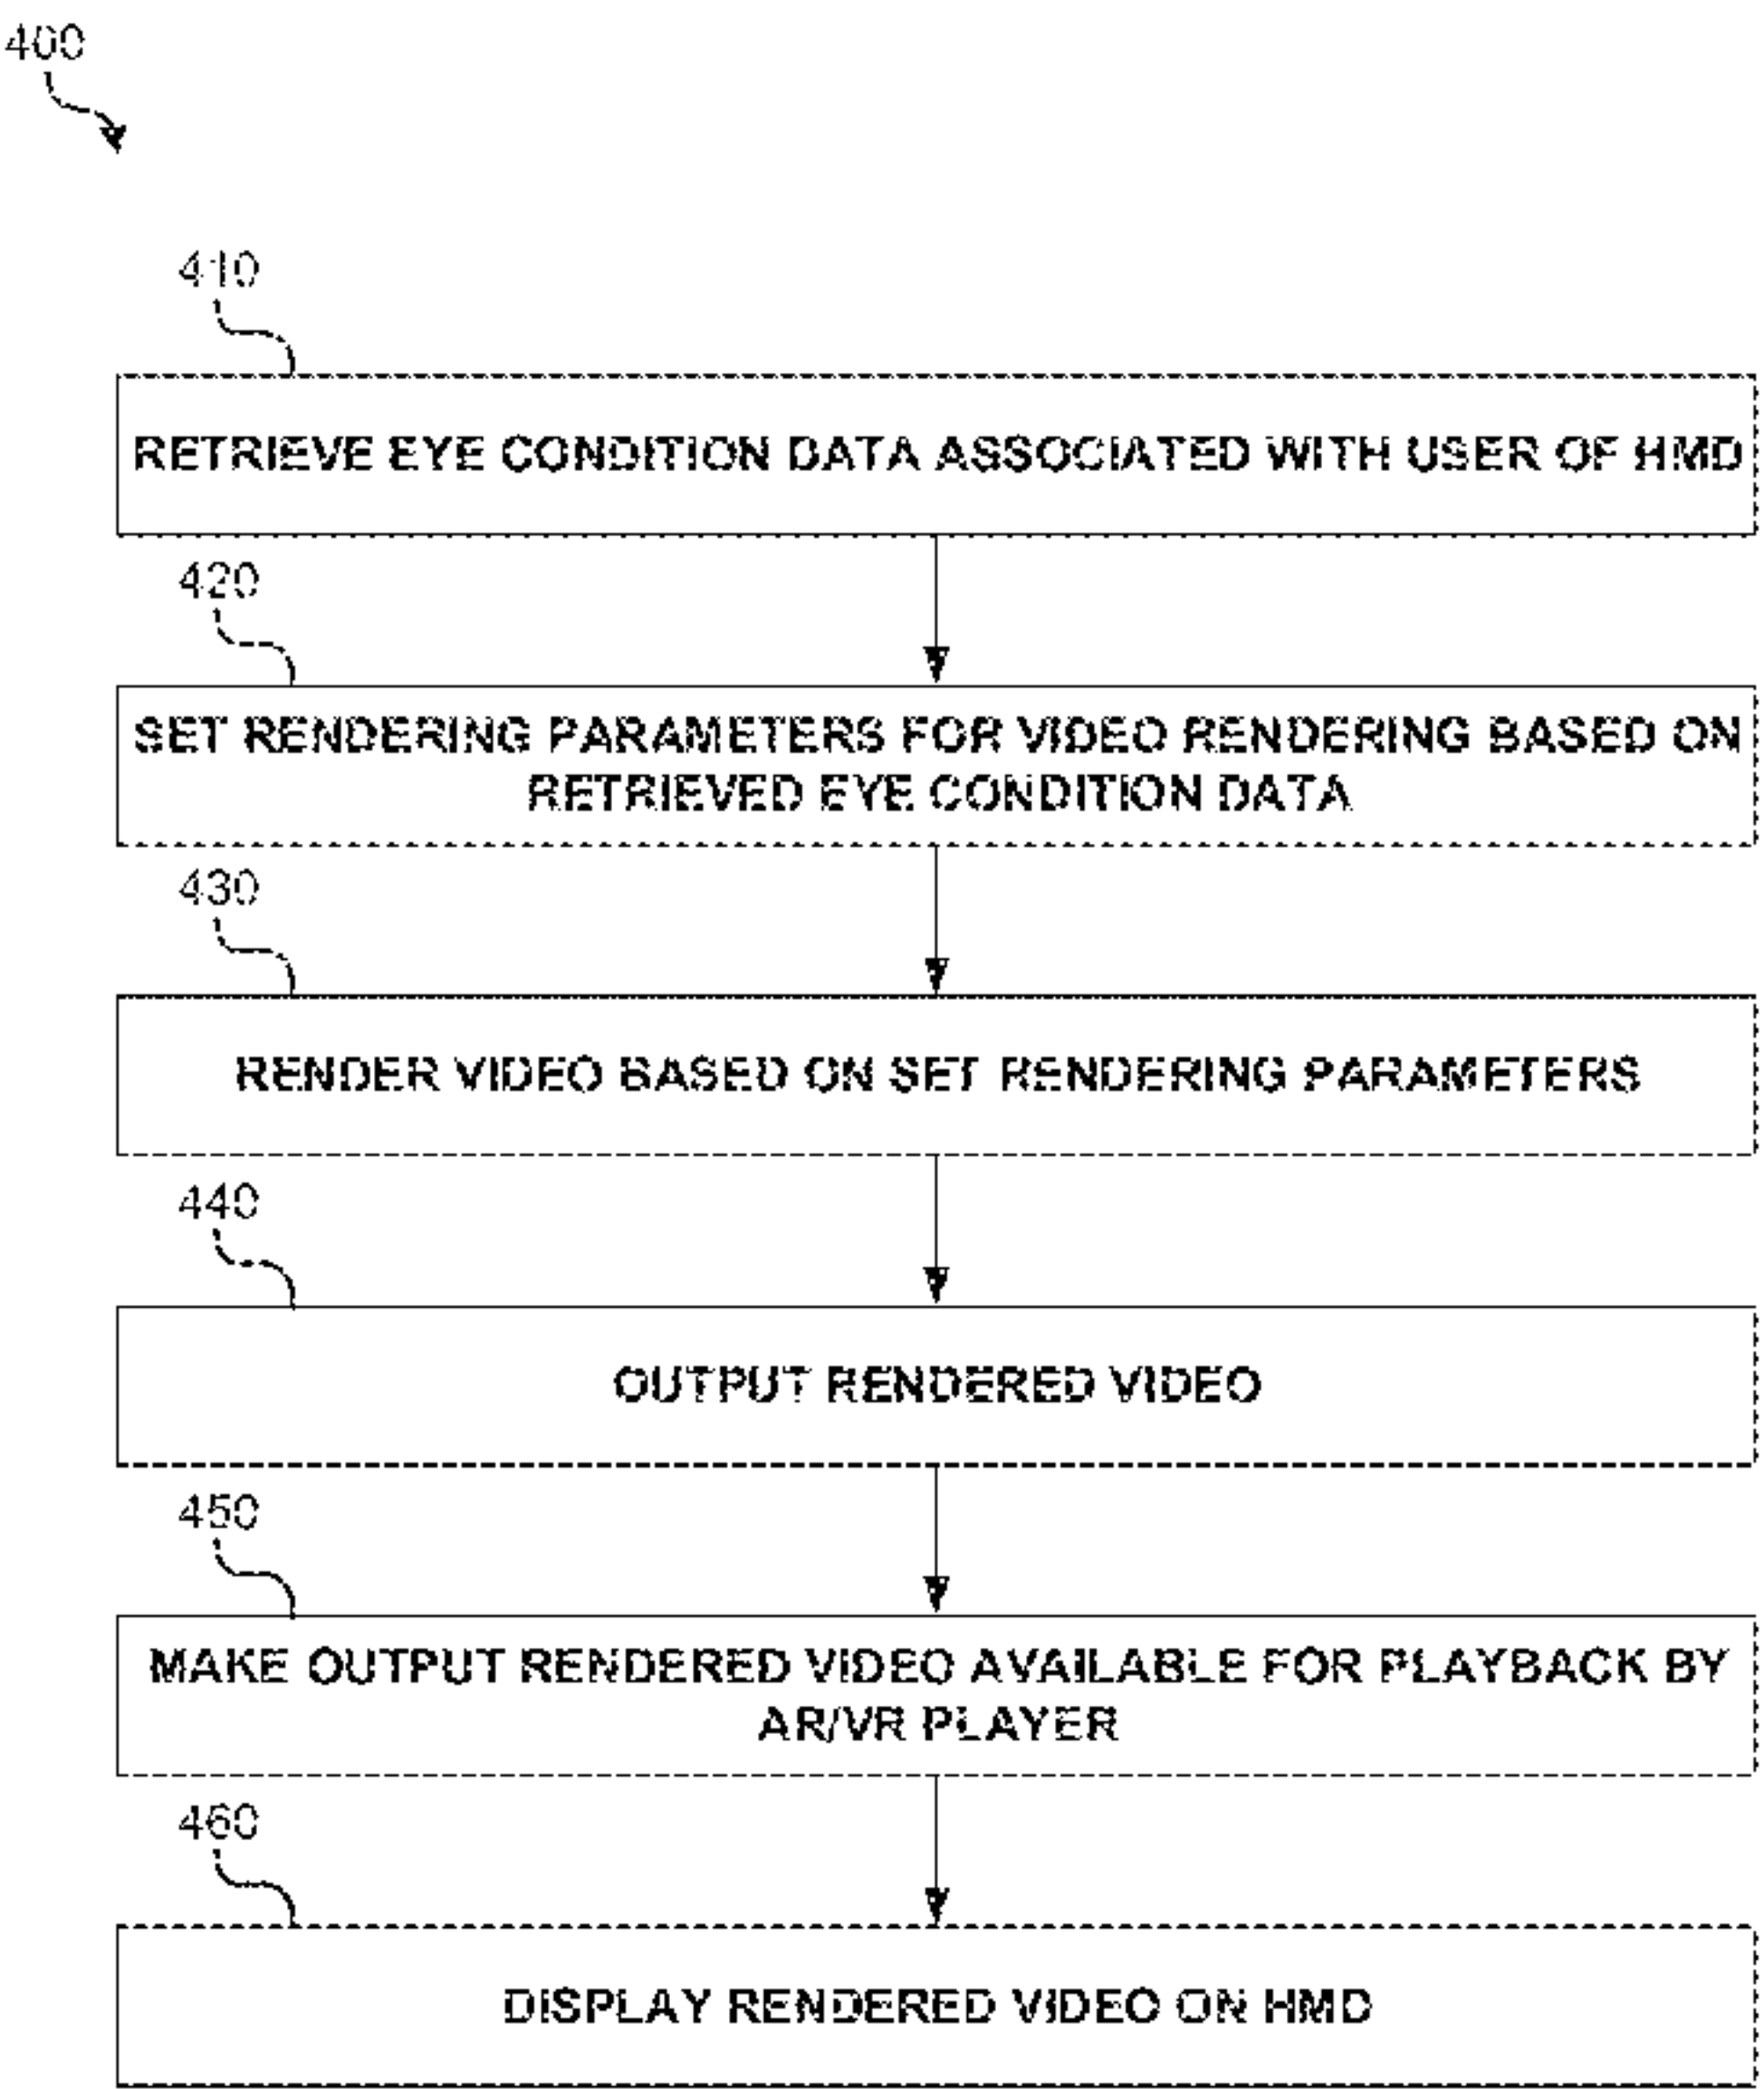 400
410
RETRIEVE EYE CONDITION DATA ASSOCIATED WITH USER OF HMD
420
SET RENDERING PARAMETERS FOR VIDEO RENDERING BASED ON
RETRIEVED EYE CONDITION DATA
430
RENDER VIDEO BASED ON SET RENDERING PARAMETERS
440
OUTPUT RENDERED VIDEO
450
MAKE OUTPUT RENDERED VIDEO AVAILABLE FOR PLAYBACK BY
AR/VR PLAYER
460
DISPLAY RENDERED VIDEO ON HMD